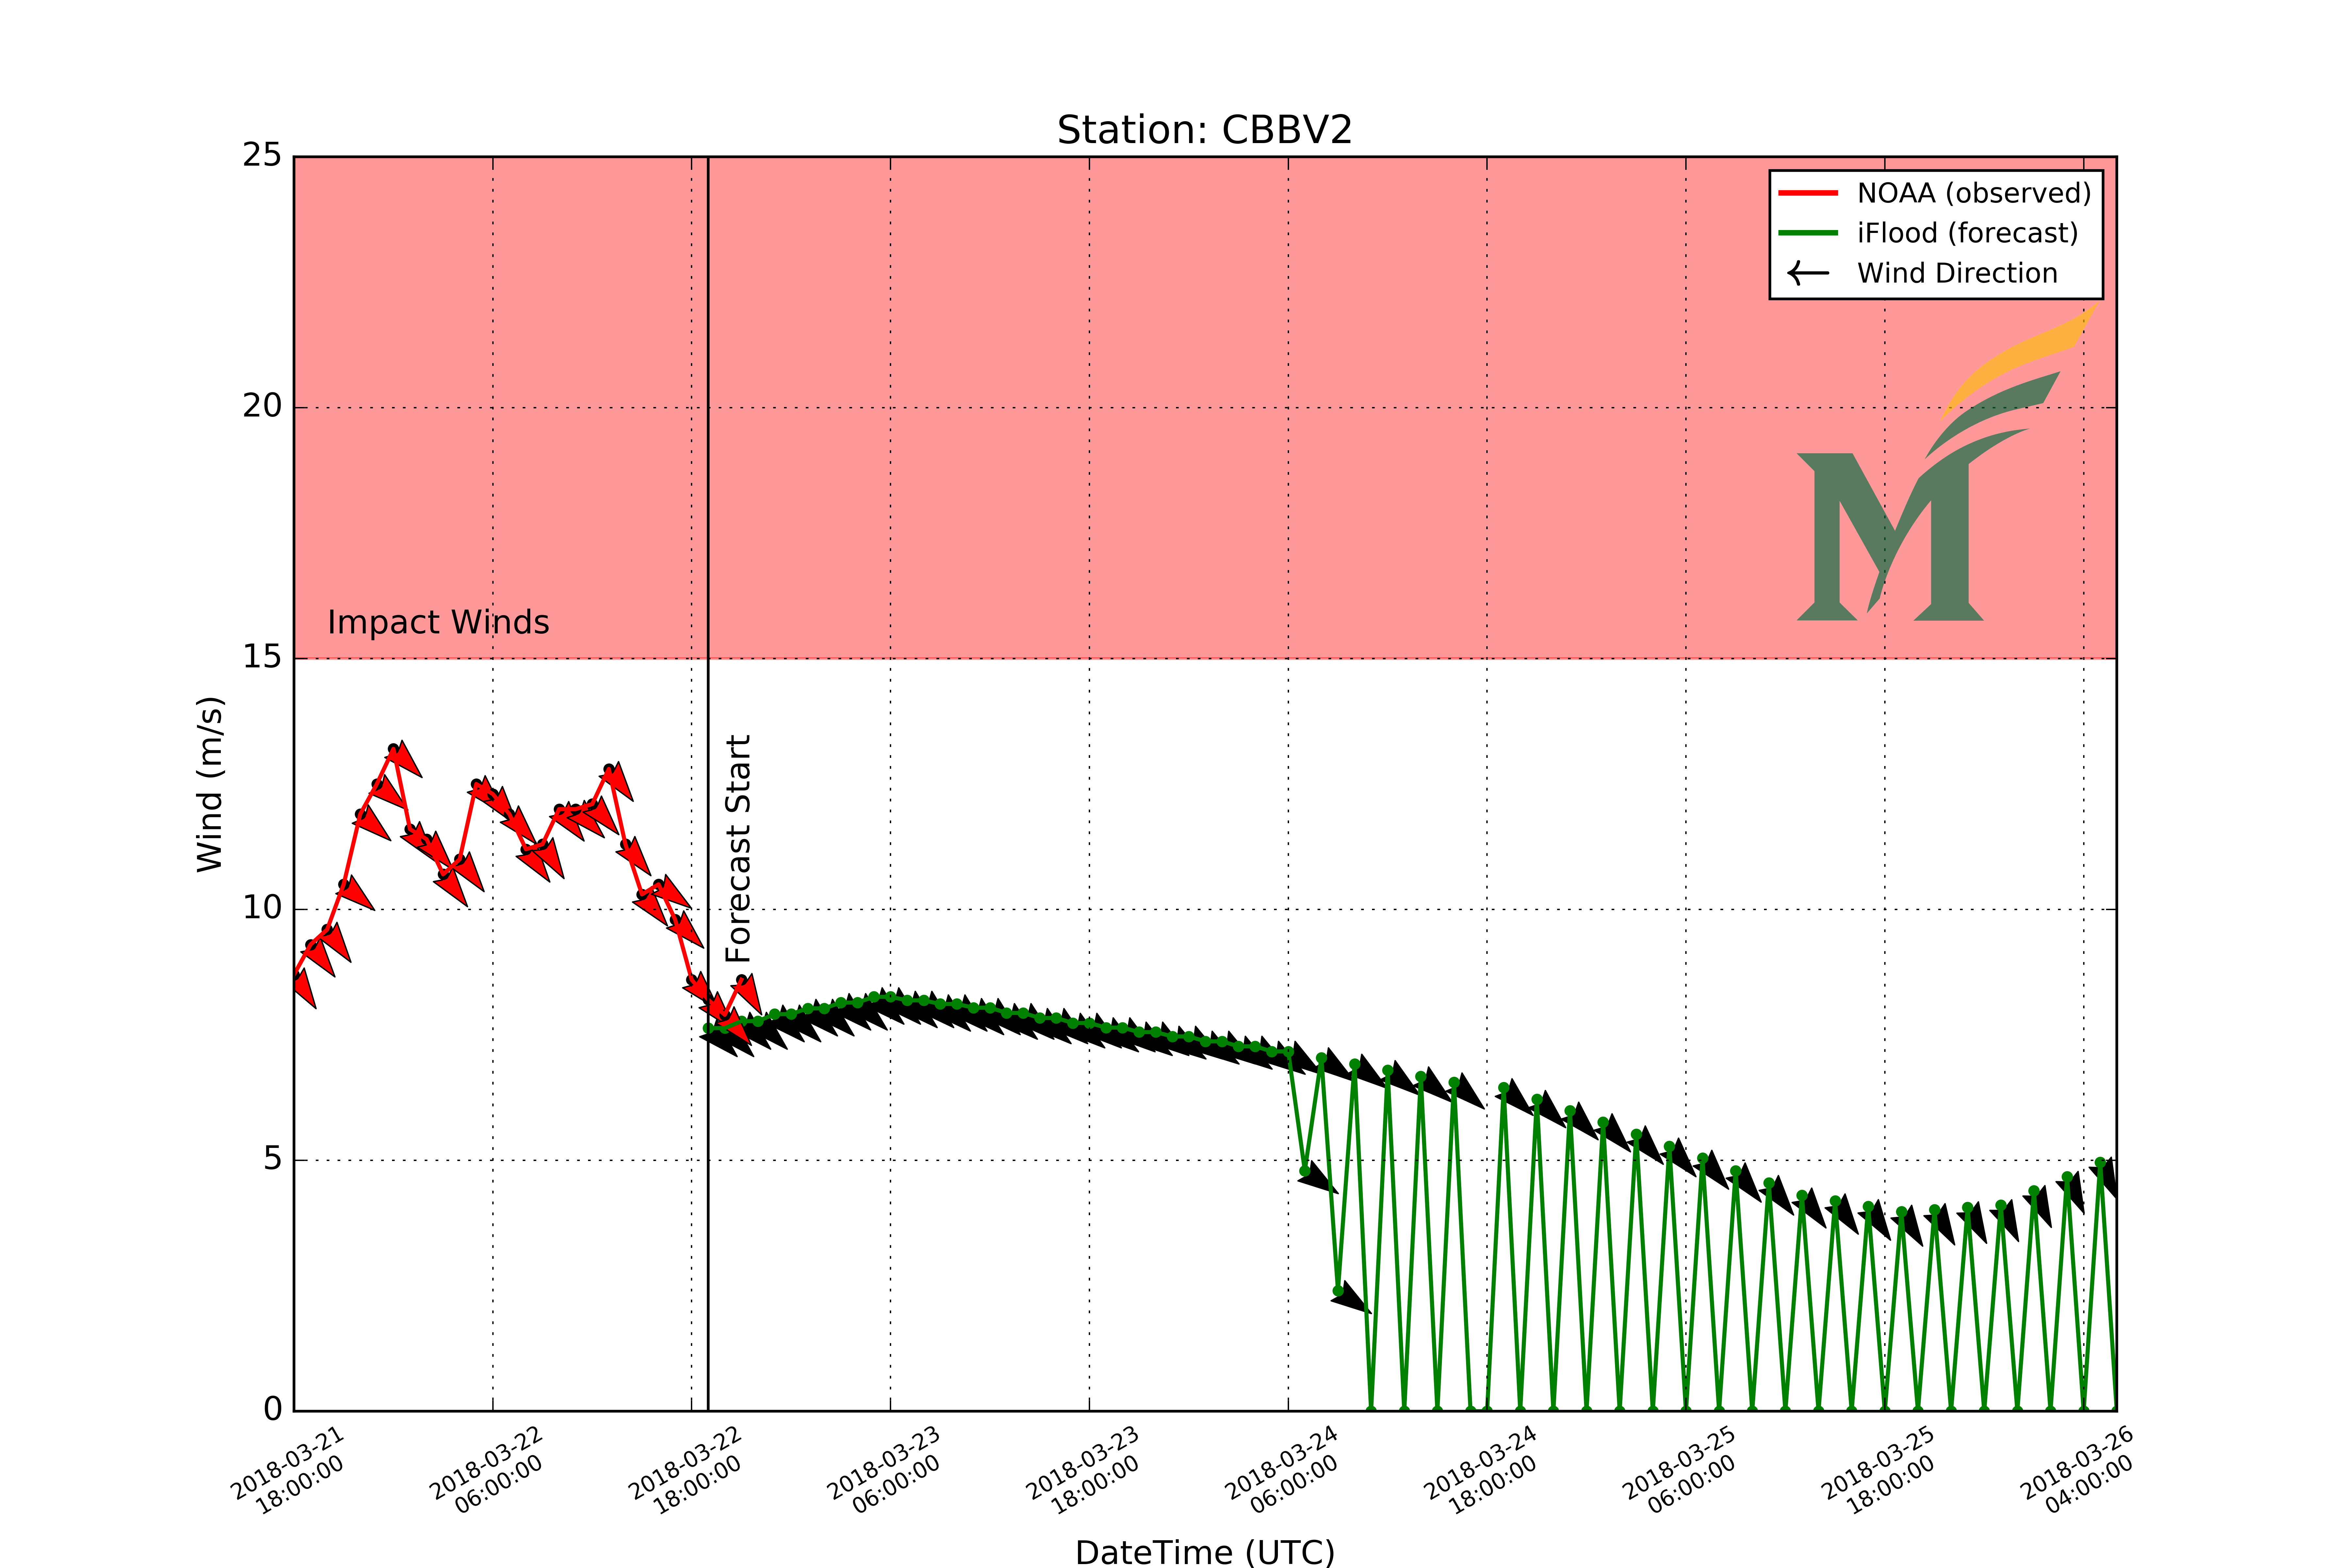 Station: CBBV2
25
20
15
10
5
0
Wind (m/s)
NOAA (observed)
iFlood (forecast)
Wind Direction
M
Impact Winds
Forecast Start
2018-03-21
18:00:00
2018-03-22
06:00:00
2018-03-22
18:00:00
2018-03-23
06:00:00
2018-03-23
18:00:00
2018-03-24
06:00:00
2018-03-24
18:00:00
2018-03-25
06:00:00
2018-03-25
18:00:00
2018-03-26
04:00:00
DateTime (UTC)